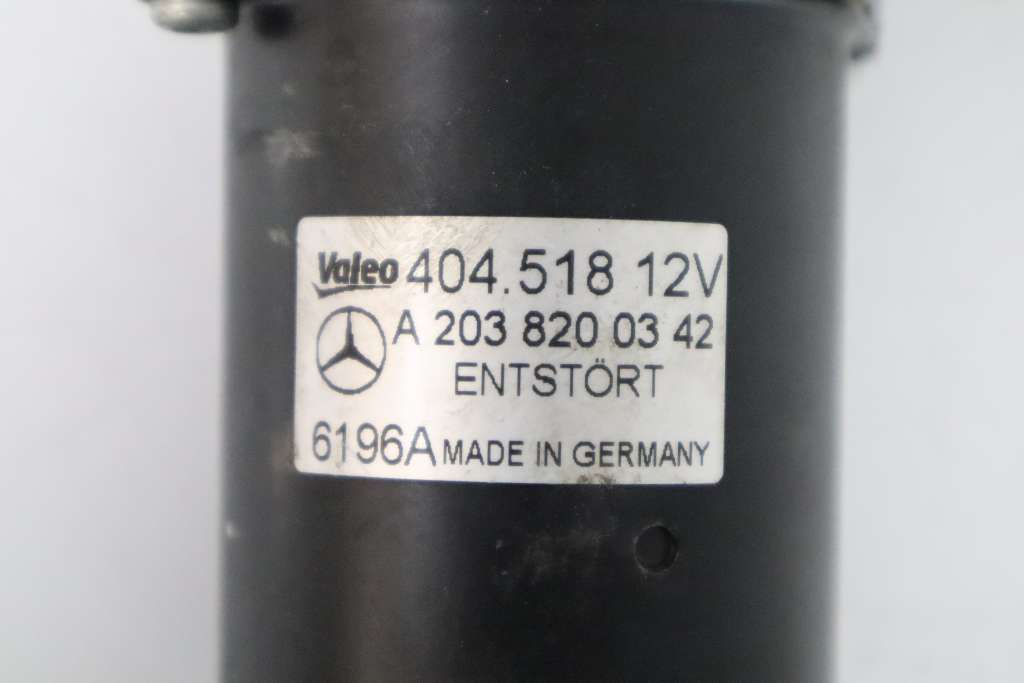 Valeo 404.518 12V
A 203 820 03 42
ENTSTÖRT
6196A MADE IN GERMANY